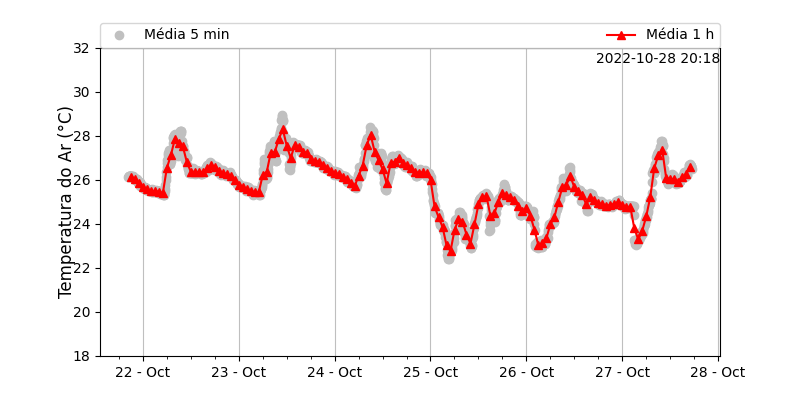 Média 5 min
Média 1 h
2022-10-28 20:18
Temperatura do Ar (°C)
32
30
28
26
24
22
20
18
22 - Oct
23 - Oct
24 - Oct
25 - Oct
26 - Oct
27 - Oct
28 - Oct